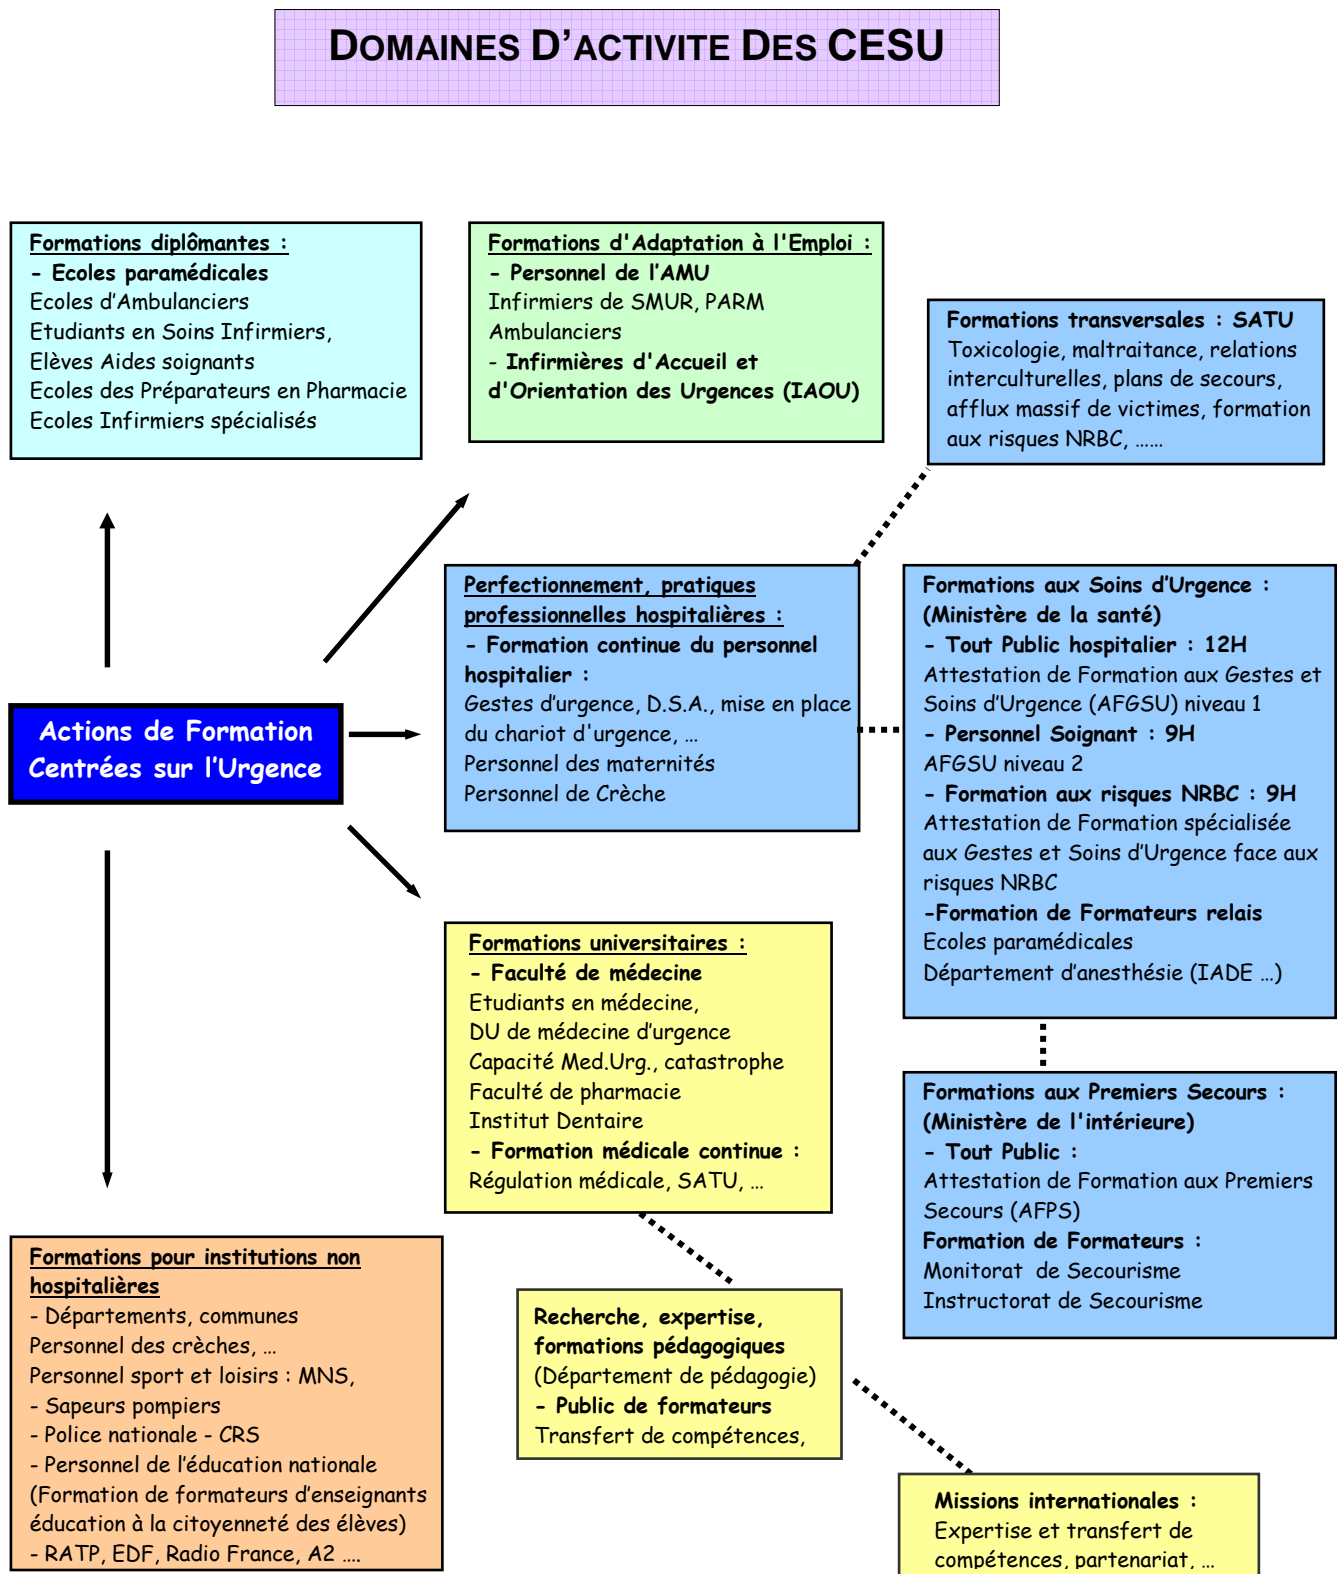 DOMAINES D'ACTIVITE DES CESU
Formations diplômantes :
- Ecoles paramédicales
Ecoles d'Ambulanciers
Etudiants en Soins Infirmiers,
Elèves Aides soignants
Ecoles des Préparateurs en Pharmacie
Ecoles Infirmiers spécialisés
Formations d'Adaptation à l'Emploi :
- Personnel de l'AMU
Infirmiers de SMUR, PARM
Ambulanciers
- Infirmières d'Accueil et
d'Orientation des Urgences (IAOU)
Formations transversales : SATU
Toxicologie, maltraitance, relations
interculturelles, plans de secours,
afflux massif de victimes, formation
aux risques NRBC, ......
Actions de Formation
Centrées sur l'Urgence
Perfectionnement, pratiques
professionnelles hospitalières :
- Formation continue du personnel
hospitalier :
Gestes d'urgence, D.S.A., mise en place
du chariot d'urgence, ...
Personnel des maternités
Personnel de Crèche
Formations aux Soins d'Urgence :
(Ministère de la santé)
- Tout Public hospitalier : 12H
Attestation de Formation aux Gestes et
Soins d'Urgence (AFGSU) niveau 1
- Personnel Soignant : 9H
AFGSU niveau 2
- Formation aux risques NRBC : 9H
Attestation de Formation spécialisée
aux Gestes et Soins d'Urgence face aux
risques NRBC
-Formation de Formateurs relais
Ecoles paramédicales
Département d'anesthésie (IADE ...)
Formations universitaires :
- Faculté de médecine
Etudiants en médecine,
DU de médecine d'urgence
Capacité Med.Urg., catastrophe
Faculté de pharmacie
Institut Dentaire
- Formation médicale continue :
Régulation médicale, SATU, ...
Formations aux Premiers Secours :
(Ministère de l'intérieure)
- Tout Public :
Attestation de Formation aux Premiers
Secours (AFPS)
Formation de Formateurs :
Monitorat de Secourisme
Instructorat de Secourisme
Formations pour institutions non
hospitalières
- Départements, communes
Personnel des crèches, ...
Personnel sport et loisirs : MNS,
- Sapeurs pompiers
- Police nationale - CRS
- Personnel de l'éducation nationale
(Formation de formateurs d'enseignants
éducation à la citoyenneté des élèves)
- RATP, EDF, Radio France, A2 ....
Recherche, expertise,
formations pédagogiques
(Département de pédagogie)
- Public de formateurs
Transfert de compétences,
Missions internationales :
Expertise et transfert de
compétences, partenariat, ...